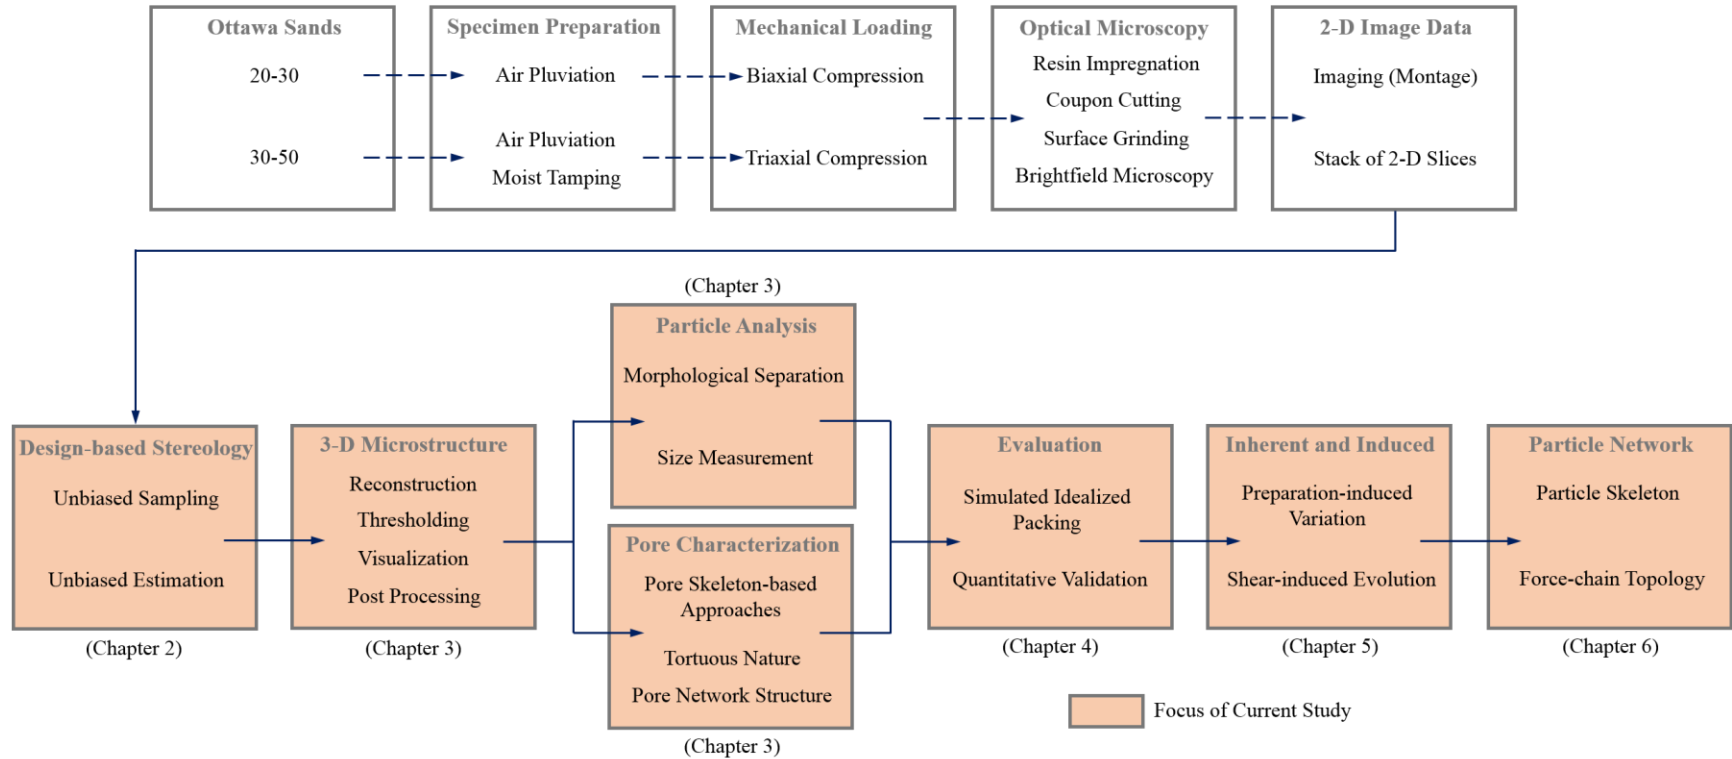 Ottawa Sands
20-30
30-50
Specimen Preparation
Air Pluviation
Air Pluviation
Moist Tamping
Mechanical Loading
Biaxial Compression
Triaxial Compression
Optical Microscopy
Resin Impregnation
Coupon Cutting
Surface Grinding
Brightfield Microscopy
2-D Image Data
Imaging (Montage)
Stack of 2-D Slices
Design-based Stereology
Unbiased Sampling
Unbiased Estimation
(Chapter 2)
3-D Microstructure
Reconstruction
Thresholding
Visualization
Post Processing
(Chapter 3)
(Chapter 3)
Particle Analysis
Morphological Separation
Size Measurement
Pore Characterization
Pore Skeleton-based
Approaches
Tortuous Nature
Pore Network Structure
(Chapter 3)
Evaluation
Simulated Idealized
Packing
Quantitative Validation
(Chapter 4)
Inherent and Induced
Preparation-induced
Variation
Shear-induced Evolution
(Chapter 5)
Particle Network
Particle Skeleton
Force-chain Topology
(Chapter 6)
Focus of Current Study